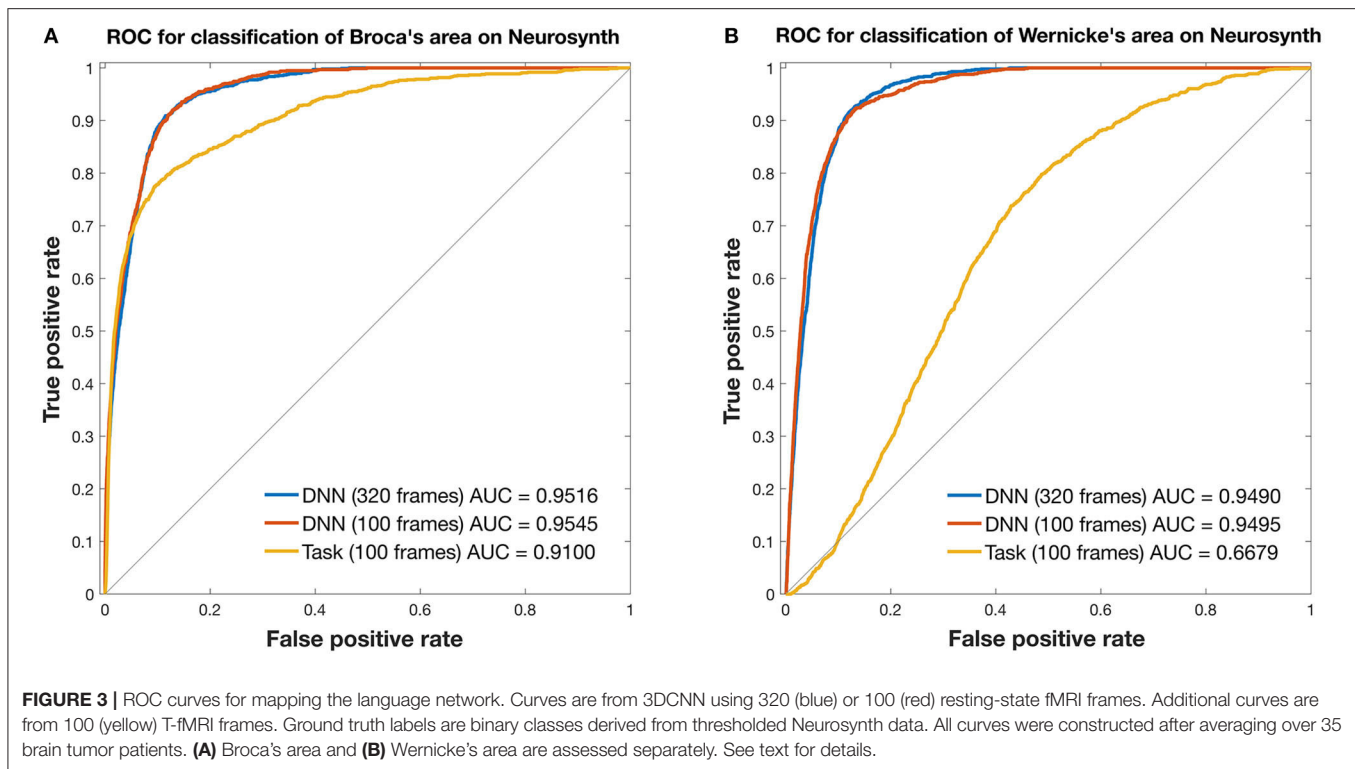 A ROC for classification of Broca's area on Neurosynth
1
0.9
0.8
0.7
0.6
0.5
0.4
0.3
0.2
0.1
0
True positive rate
DNN (320 frames) AUC = 0.9516
DNN (100 frames) AUC = 0.9545
Task (100 frames) AUC = 0.9100
0 0.2 0.4 0.6 0.8 1
False positive rate
B ROC for classification of Wernicke's area on Neurosynth
1
0.9
0.8
0.7
0.6
0.5
0.4
0.3
0.2
0.1
0
True positive rate
DNN (320 frames) AUC = 0.9490
DNN (100 frames) AUC = 0.9495
Task (100 frames) AUC = 0.6679
0 0.2 0.4 0.6 0.8 1
False positive rate
FIGURE 3 | ROC curves for mapping the language network. Curves are from 3DCNN using 320 (blue) or 100 (red) resting-state fMRI frames. Additional curves are
from 100 (yellow) T-fMRI frames. Ground truth labels are binary classes derived from thresholded Neurosynth data. All curves were constructed after averaging over 35
brain tumor patients. (A) Broca's area and (B) Wernicke's area are assessed separately. See text for details.